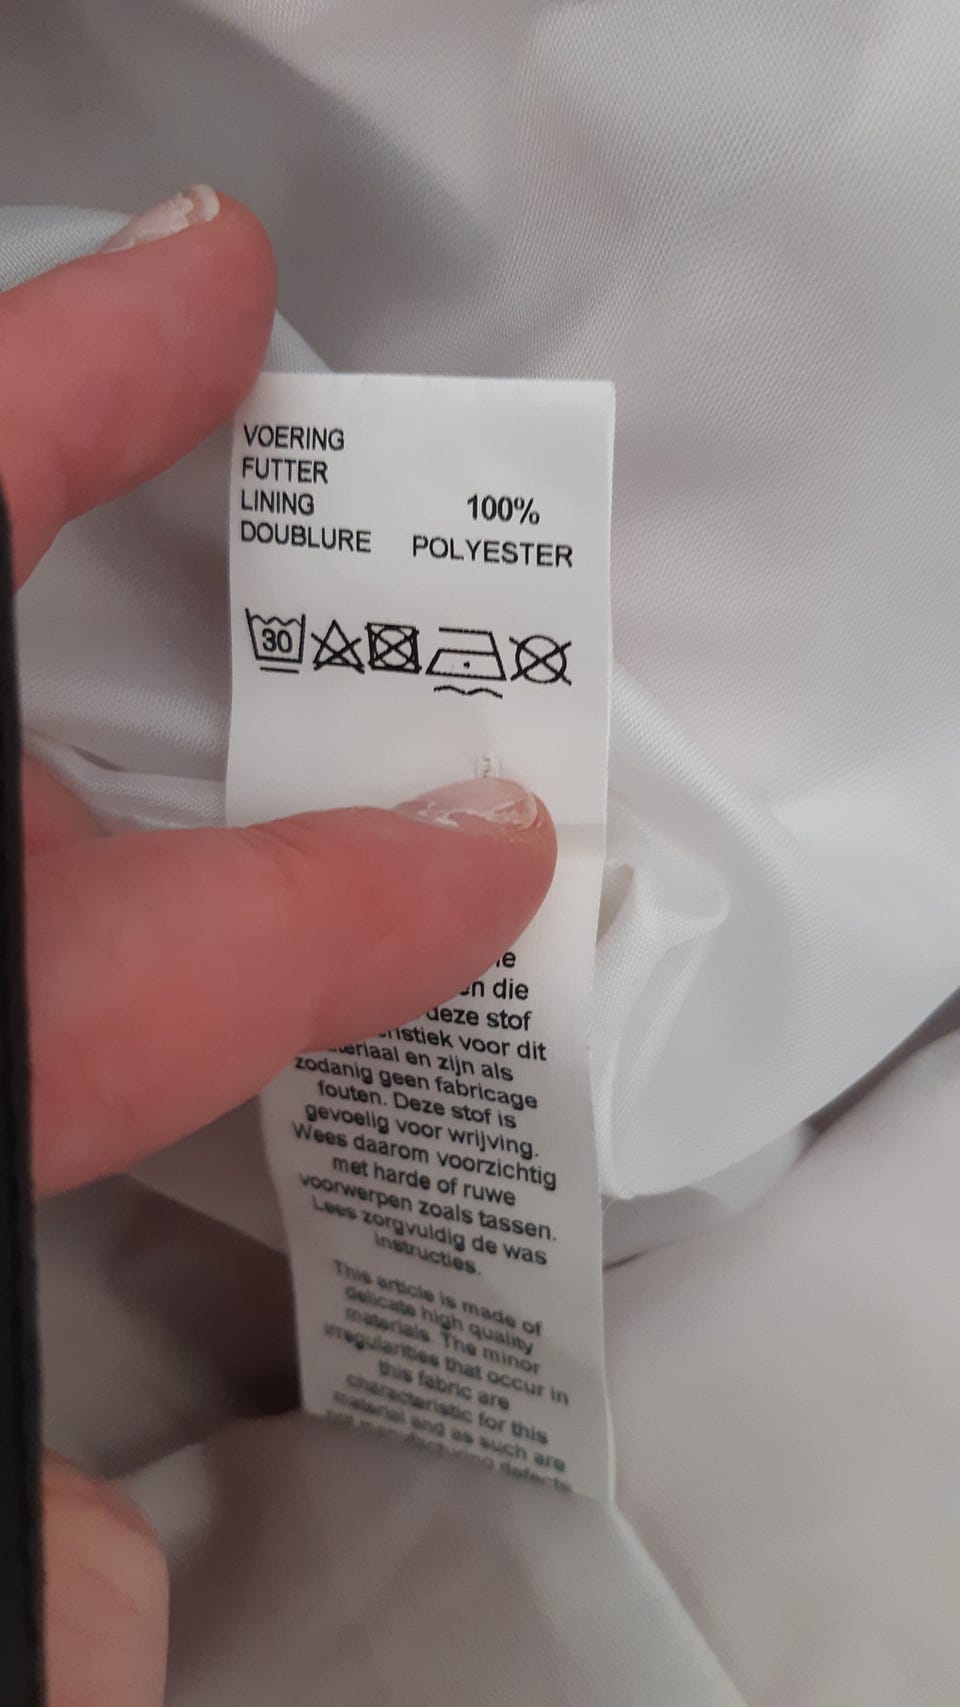 VOERING
FUTTER
LINING 100%
DOUBLURE POLYESTER
30
die
deze stof
voor dit
en zijn als
zodanig geen fabricage
fouten. Deze stof is
gevoelig voor wrijving.
Wees daarom voorzichtig
met harde of ruwe
voorwerpen zoals tassen.
Lees zorgvuldig de was
instructies.
This article is made of
delicate high quality
materials. The minor
irregularities that occur in
this fabric are
characteristic for this
material and as such are
not manufacturing defects